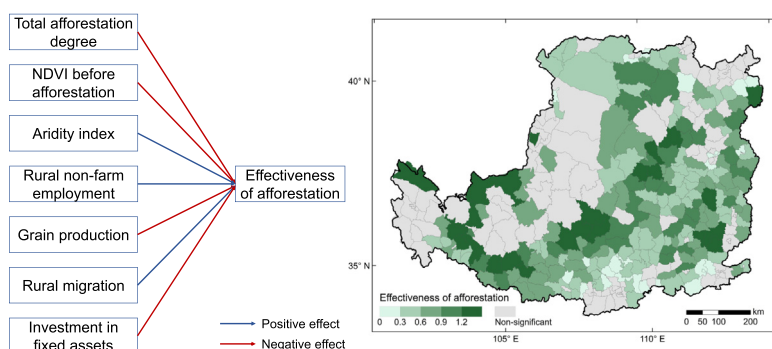 Total afforestation
degree
NDVI before
afforestation
Aridity index
Rural non-farm
employment
Grain production
Rural migration
Investment in
fixed assets
Effectiveness
of afforestation
Positive effect
Negative effect
40° N
35° N
Effectiveness of afforestation
0 0.3 0.6 0.9 1.2 Non-significant
km
0 50 100 200
105° E 110° E